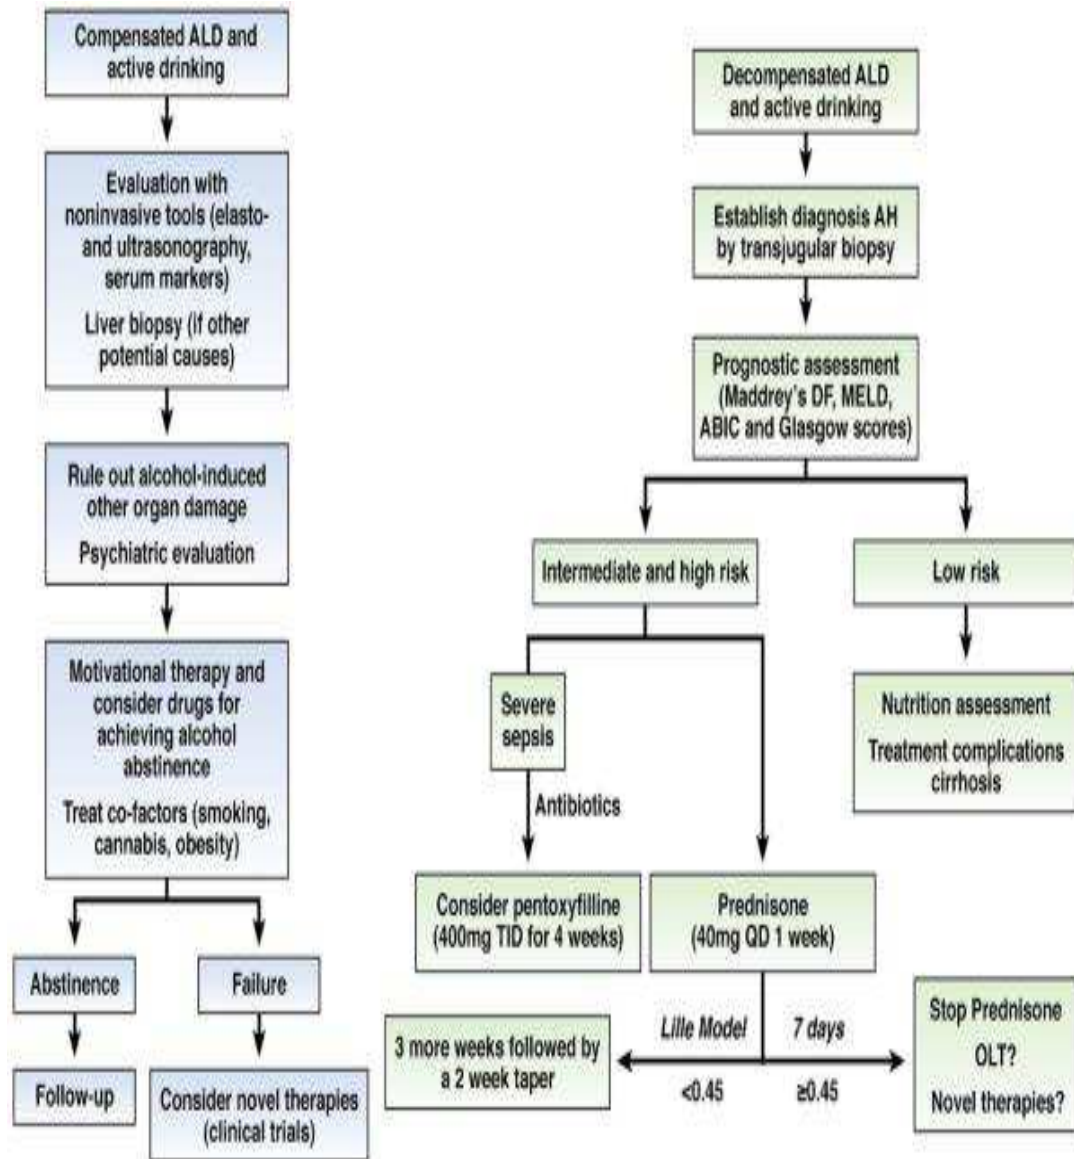 Compensated ALD and
active drinking
Evaluation with
noninvasive tools (elasto-
and ultrasonography,
serum markers)
Liver biopsy (if other
potential causes)
Rule out alcohol-induced
other organ damage
Psychiatric evaluation
Motivational therapy and
consider drugs for
achieving alcohol
abstinence
Treat co-factors (smoking,
cannabis, obesity)
Abstinence
Failure
Follow-up
Consider novel therapies
(clinical trials)
Decompensated ALD
and active drinking
Establish diagnosis AH
by transjugular biopsy
Prognostic assessment
(Maddrey's DF, MELD,
ABIC and Glasgow scores)
Intermediate and high risk
Low risk
Severe
sepsis
Antibiotics
Nutrition assessment
Treatment complications
cirrhosis
Consider pentoxyfilline
(400mg TID for 4 weeks)
Prednisone
(40mg QD 1 week)
Lille Model
7 days
<0.45
≥0.45
3 more weeks followed by
a 2 week taper
Stop Prednisone
OLT?
Novel therapies?